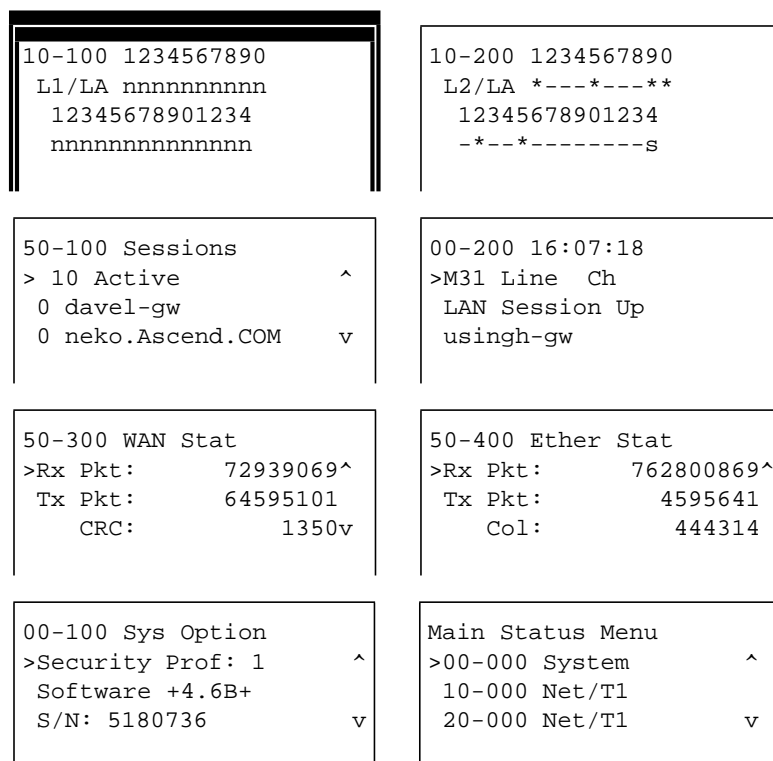 10-100 1234567890
L1/LA nnnnnnnnnn
12345678901234
nnnnnnnnnnnnnn
10-200 1234567890
L2/LA *---*---**
12345678901234
-*--*--------s
50-100 Sessions
> 10 Active ^
0 davel-gw
0 neko.Ascend.COM v
00-200 16:07:18
>M31 Line Ch
LAN Session Up
usingh-gw
50-300 WAN Stat
>Rx Pkt: 72939069^
Tx Pkt: 64595101
CRC: 1350v
50-400 Ether Stat
>Rx Pkt: 762800869^
Tx Pkt: 4595641
Col: 444314
00-100 Sys Option
>Security Prof: 1 ^
Software +4.6B+
S/N: 5180736 v
Main Status Menu
>00-000 System ^
10-000 Net/T1
20-000 Net/T1 v